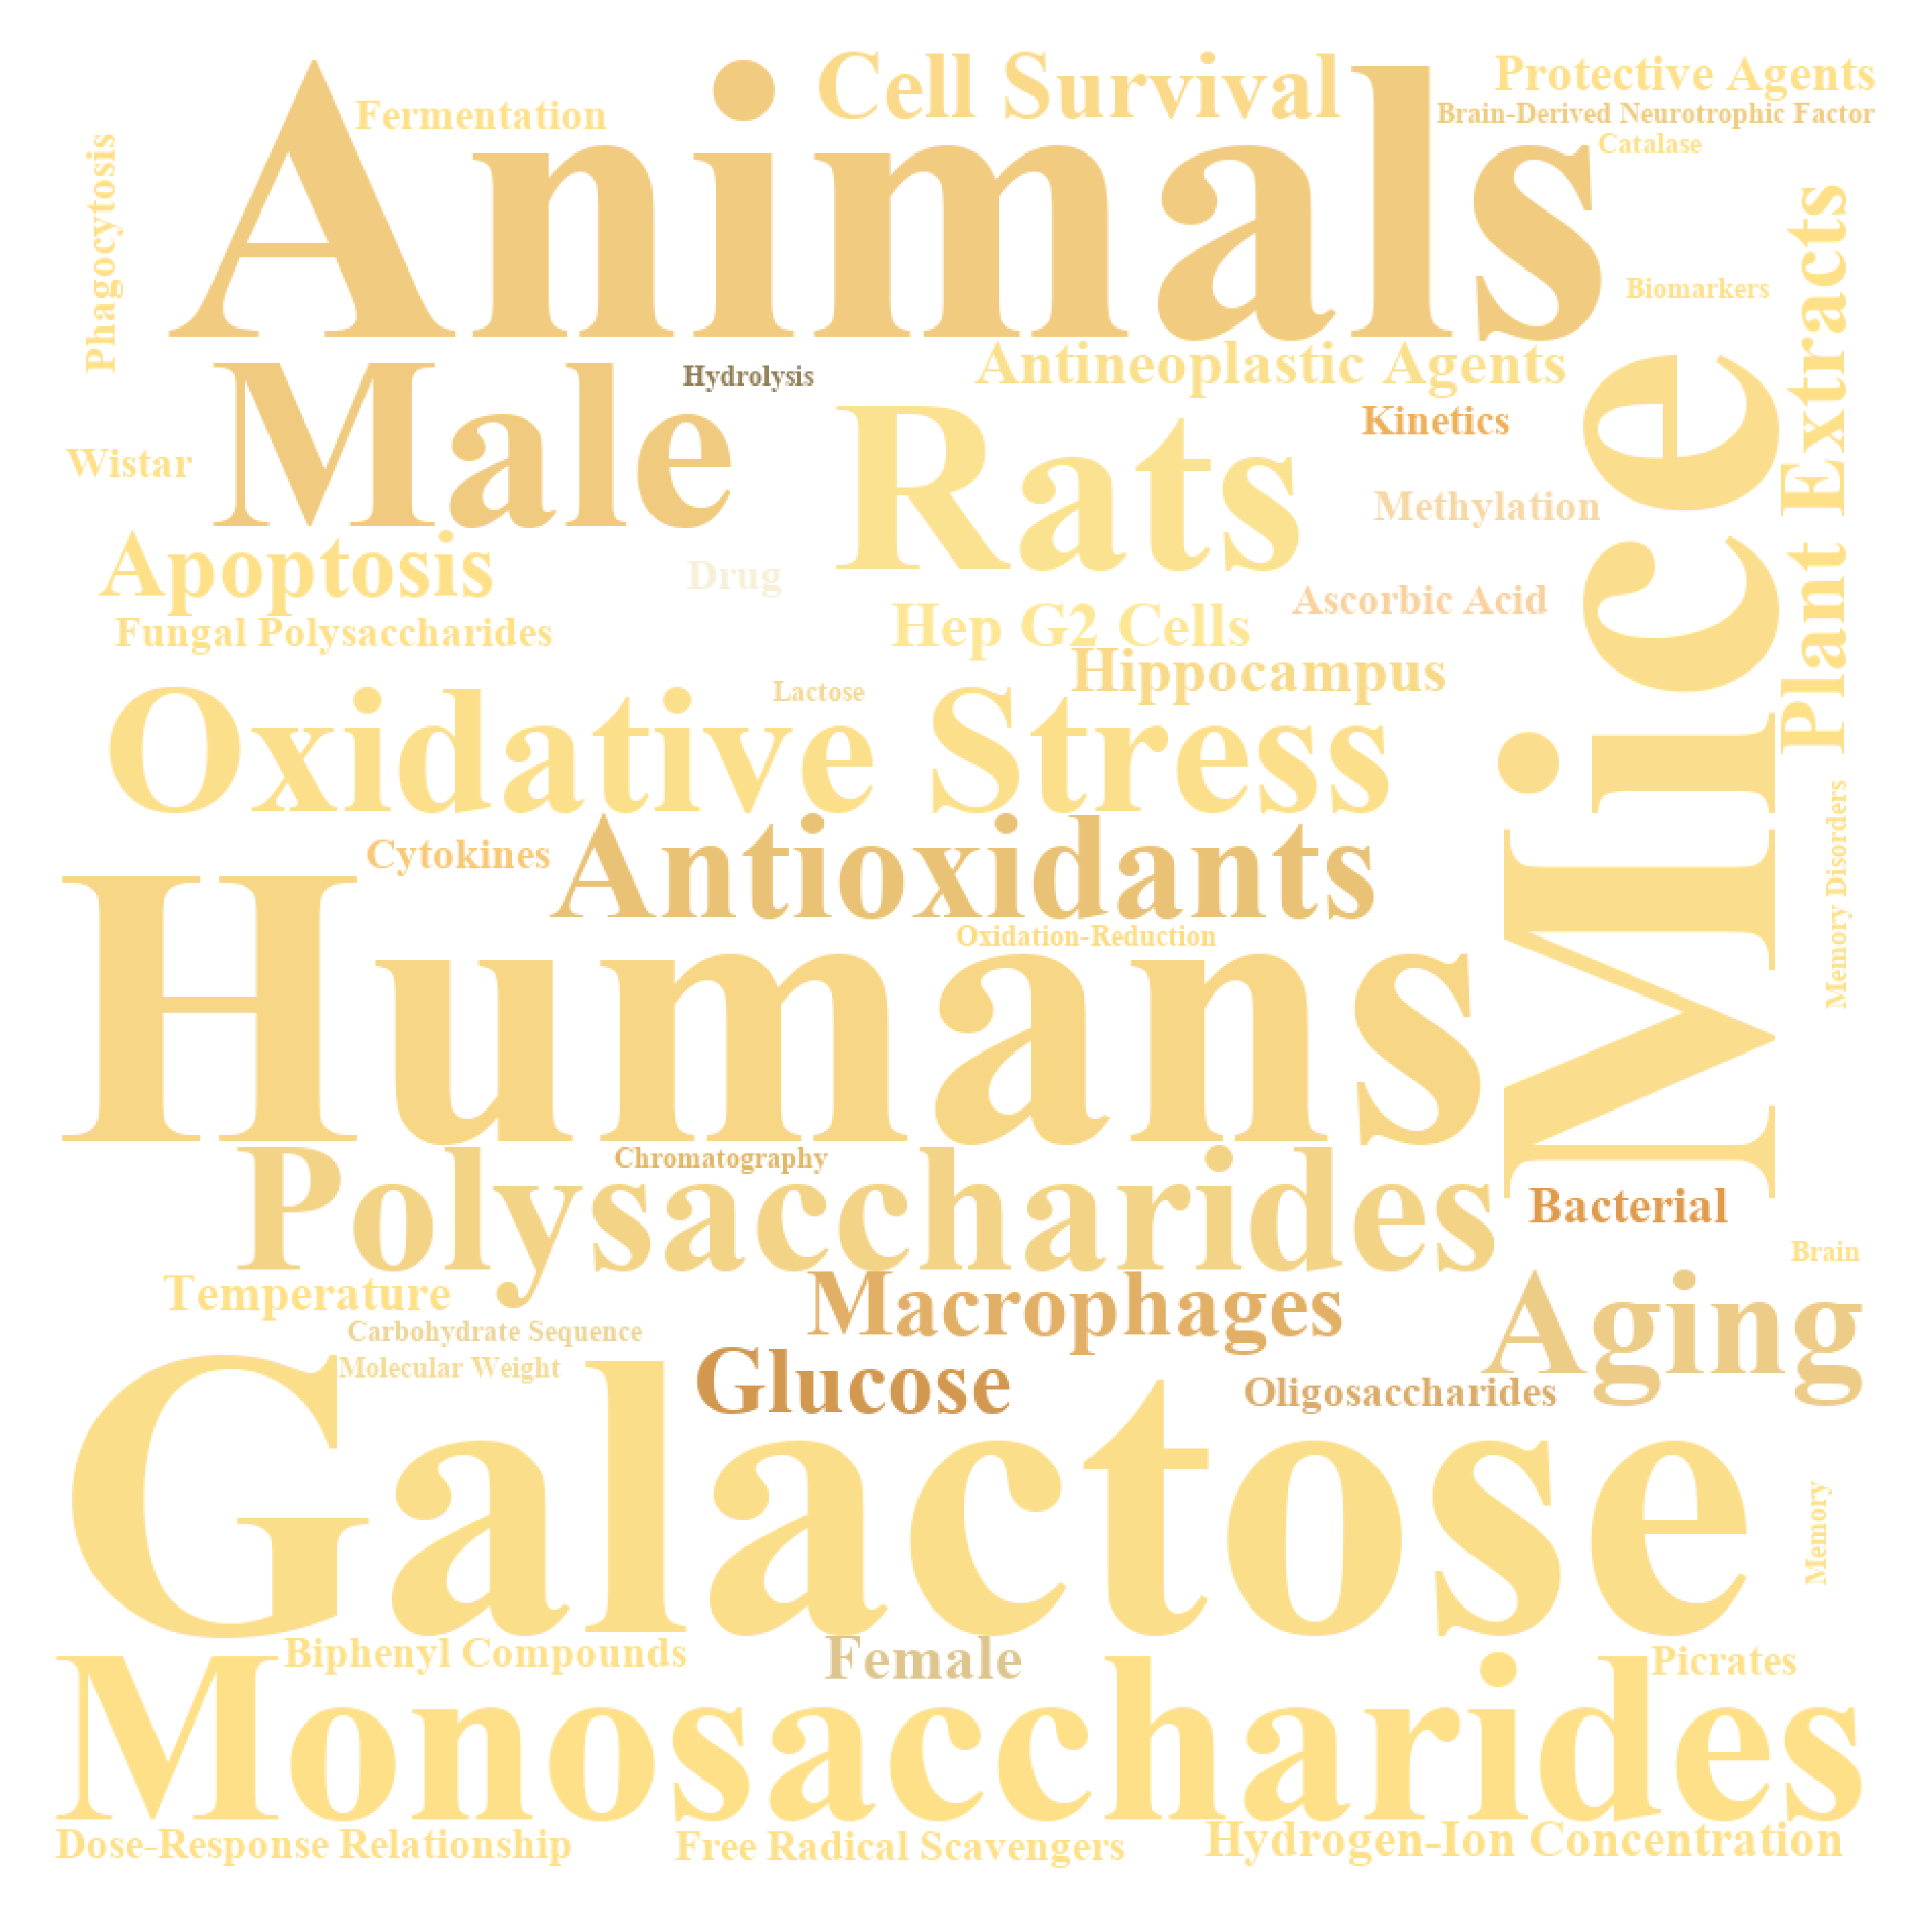 Animals
Cell Survival
Protective Agents
Brain-Derived Neurotrophic Factor
Catalase
Fermentation
Phagocytosis
Biomarkers
Plant Extracts
Male
Hydrolysis
Antineoplastic Agents
Kinetics
Rats
Mice
Wistar
Methylation
Apoptosis
Drug
Ascorbic Acid
Fungal Polysaccharides
Hep G2 Cells
Hippocampus
Lactose
Oxidative Stress
Memory Disorders
Cytokines
Antioxidants
Oxidation-Reduction
Humans
Chromatography
Polysaccharides
Bacterial
Brain
Temperature
Macrophages
Aging
Carbohydrate Sequence
Molecular Weight
Glucose
Oligosaccharides
Galactose
Memory
Biphenyl Compounds
Female
Picrates
Monosaccharides
Dose-Response Relationship
Free Radical Scavengers
Hydrogen-Ion Concentration